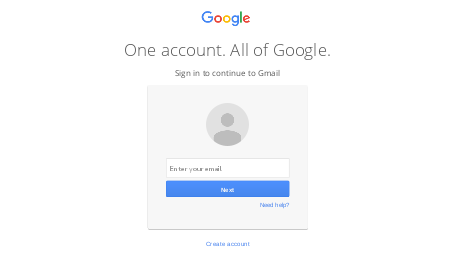 Google
One account. All of Google.
Sign in to continue to Gmail
Enter your email
Next
Need help?
Create account